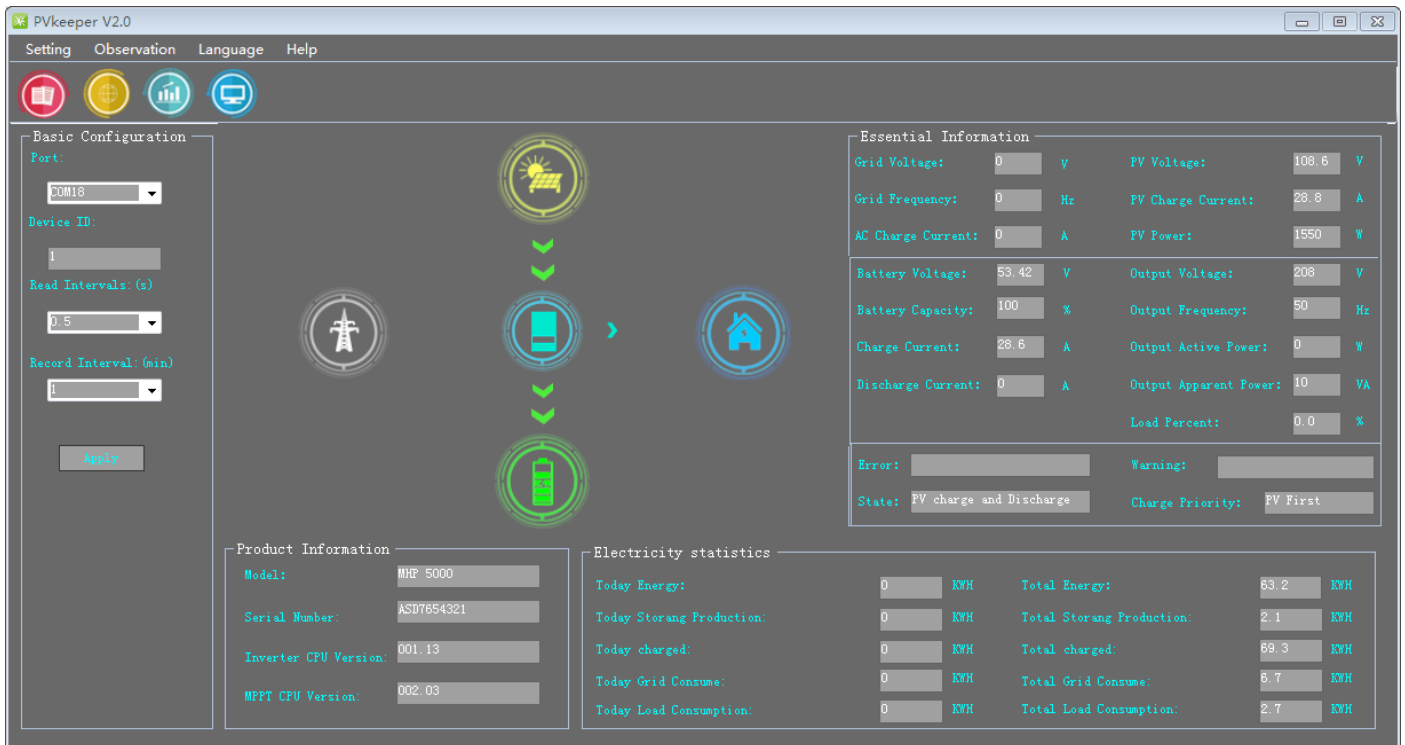 PVkeeper V2.0
Setting Observation Language Help
Basic Configuration
Port:
COM18
Device ID:
1
Read Intervals:(s)
0.5
Record Interval:(min)
1
Apply
Essential Information
Grid Voltage: 0 V PV Voltage: 108.6 V
Grid Frequency: 0 Hz PV Charge Current: 28.8 A
AC Charge Current: 0 A PV Power: 1550 W
Battery Voltage: 53.42 V Output Voltage: 208 V
Battery Capacity: 100 % Output Frequency: 50 Hz
Charge Current: 28.6 A Output Active Power: 0 W
Discharge Current: 0 A Output Apparent Power: 10 VA
Load Percent: 0.0 %
Error: Warning:
State: PV charge and Discharge Charge Priority: PV First
Product Information
Model: MHP 5000
Serial Number: ASD7654321
Inverter CPU Version: 001.13
MPPT CPU Version: 002.03
Electricity statistics
Today Energy: 0 KWH Total Energy: 63.2 KWH
Today Storang Production: 0 KWH Total Storang Production: 2.1 KWH
Today charged: 0 KWH Total charged: 69.3 KWH
Today Grid Consume: 0 KWH Total Grid Consume: 6.7 KWH
Today Load Consumption: 0 KWH Total Load Consumption: 2.7 KWH